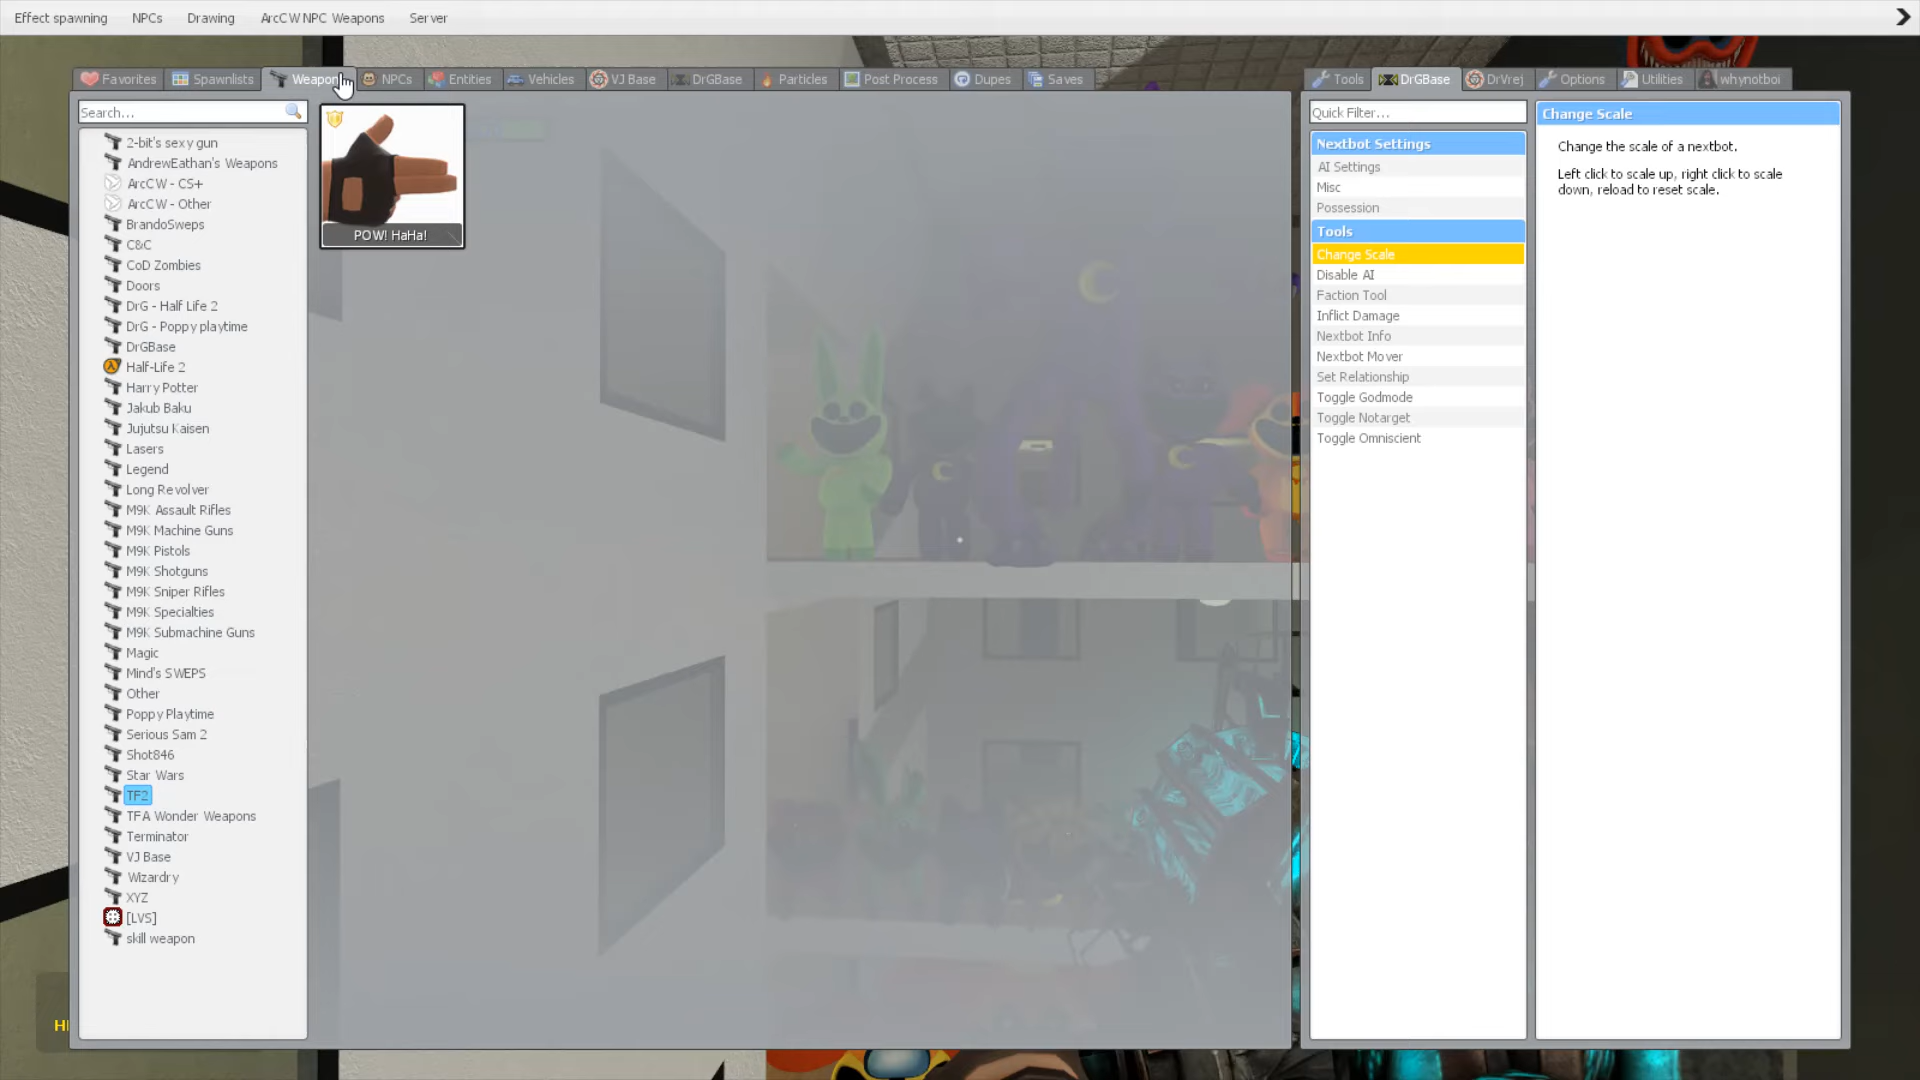 Effect spawning NPCs Drawing ArcCW NPC Weapons Server
Favorites Spawnlists Weapon NPCs Entities Vehicles VJ Base DrGBase Particles Post Process Dupes Saves
Tools DrGBase DrVrej Options Utilities whynotboi
Search...
2-bit's sexy gun
AndrewEathan's Weapons
ArcCW - CS+
ArcCW - Other
BrandoSweps
C&C
CoD Zombies
Doors
DrG - Half Life 2
DrG - Poppy playtime
DrGBase
Half-Life 2
Harry Potter
Jakub Baku
Jujutsu Kaisen
Lasers
Legend
Long Revolver
M9K Assault Rifles
M9K Machine Guns
M9K Pistols
M9K Shotguns
M9K Sniper Rifles
M9K Specialties
M9K Submachine Guns
Magic
Mind's SWEPS
Other
Poppy Playtime
Serious Sam 2
Shot846
Star Wars
TF2
TFA Wonder Weapons
Terminator
VJ Base
Wizardry
XYZ
[LVS]
skill weapon
POW! HaHa!
Quick Filter...
Nextbot Settings
AI Settings
Misc
Possession
Tools
Change Scale
Disable AI
Faction Tool
Inflict Damage
Nextbot Info
Nextbot Mover
Set Relationship
Toggle Godmode
Toggle Notarget
Toggle Omniscient
Change Scale
Change the scale of a nextbot.
Left click to scale up, right click to scale
down, reload to reset scale.